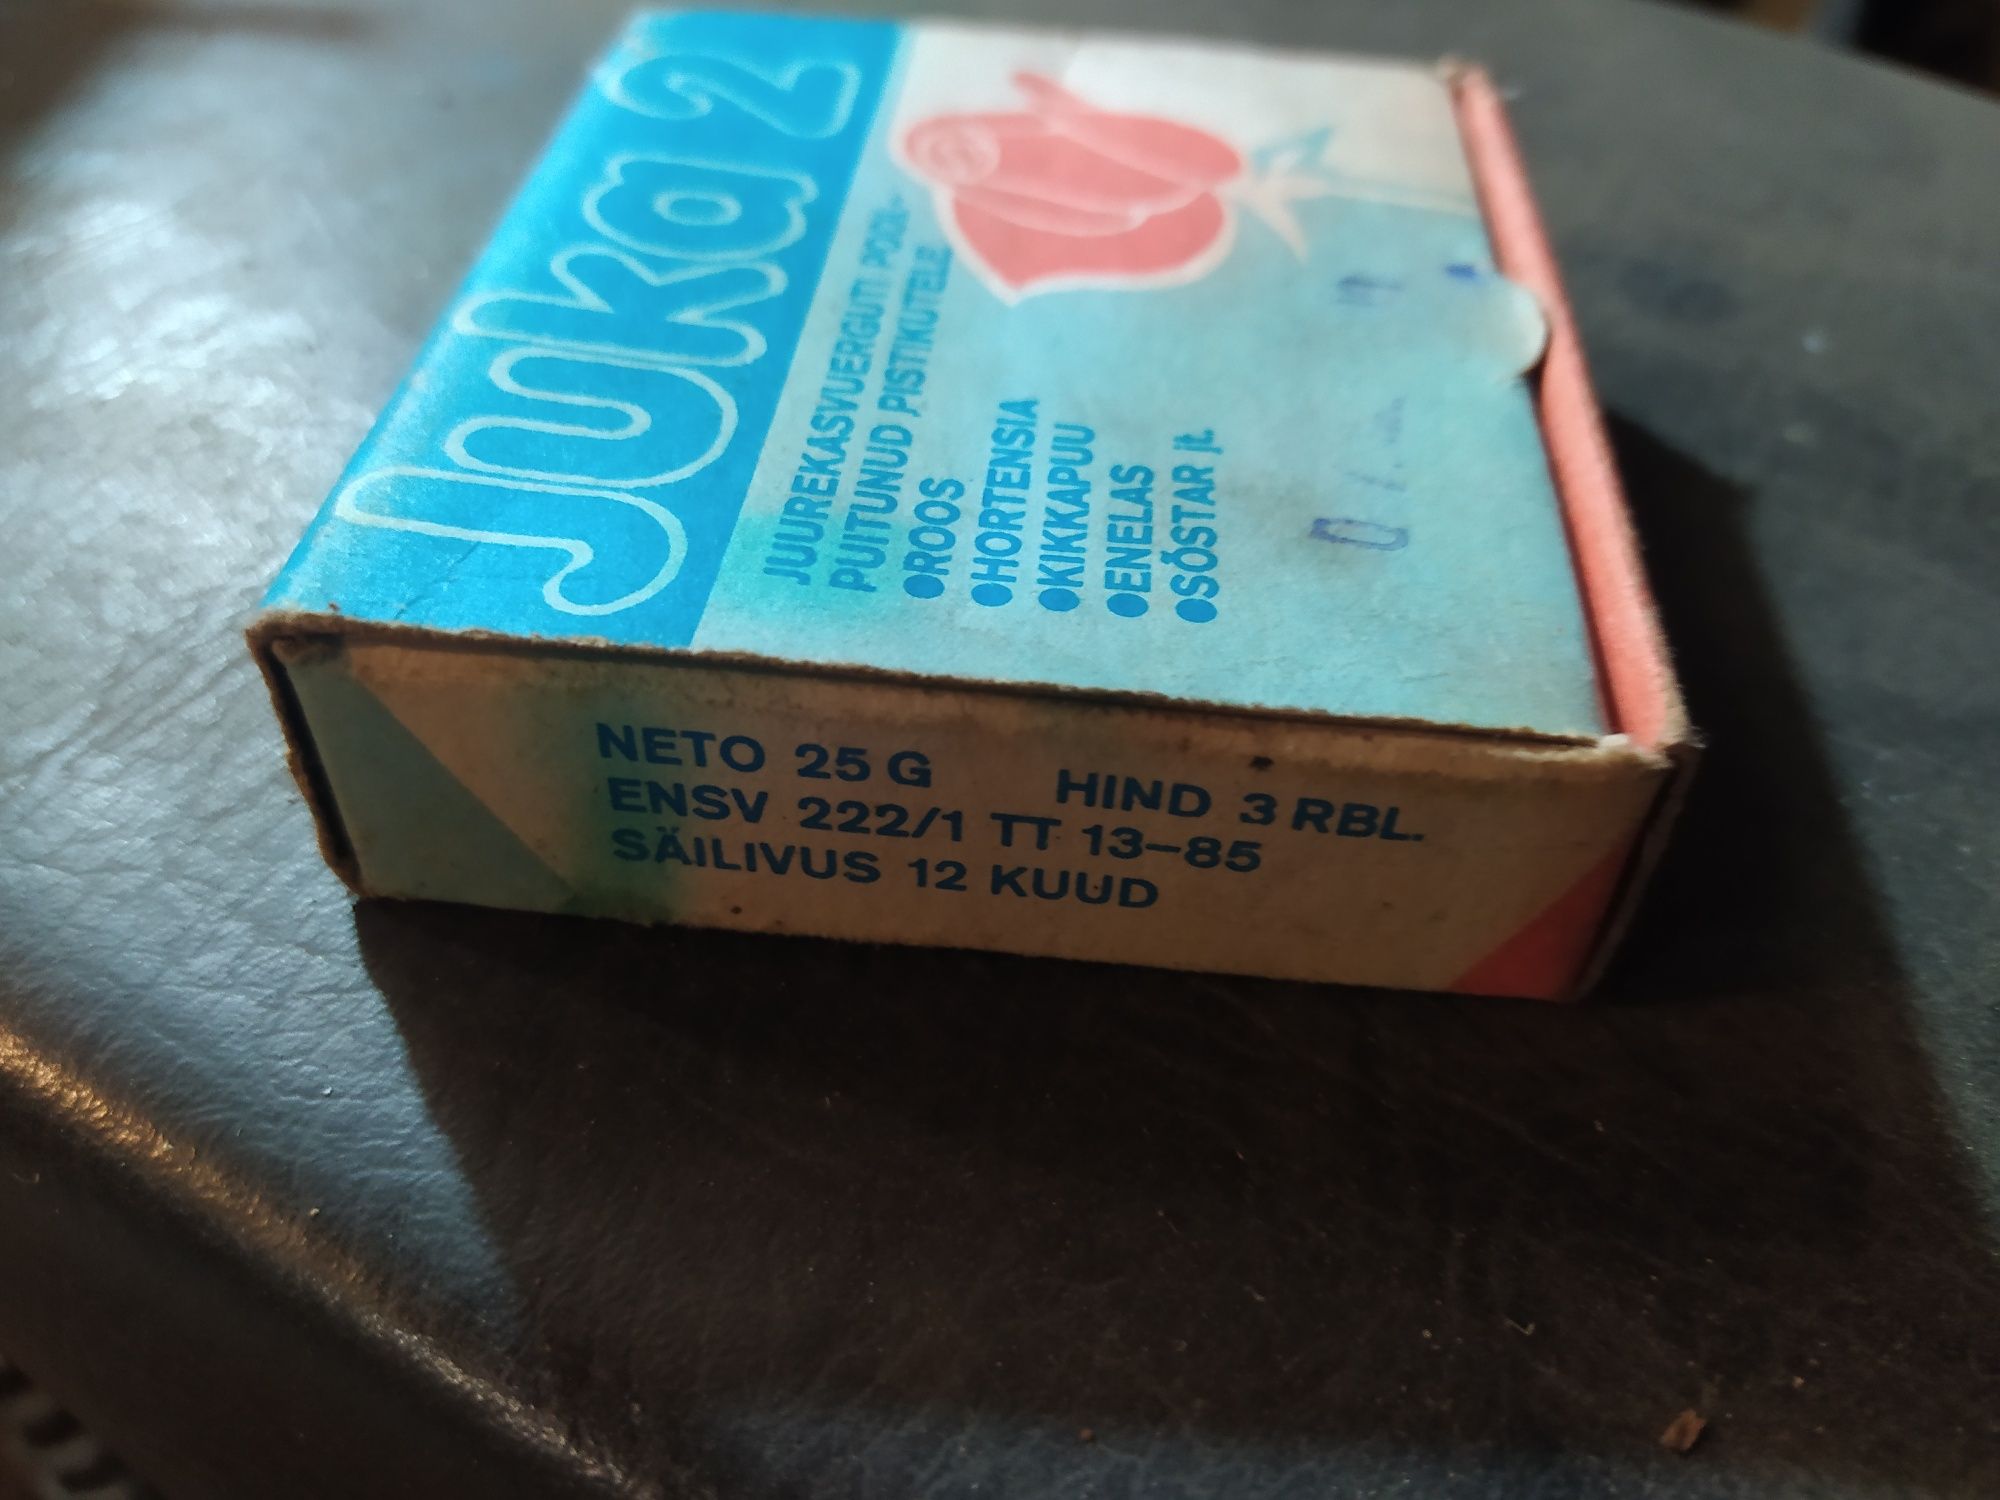 Juka 2
JUUREKASVUERGUTI POOL-
PUITUNUD PISTIKUTELE
●ROOS
●HORTENSIA
●KIKKAPUU
●ENELAS
●SÕSTAR jt.
NETO 25 G HIND 3 RBL.
ENSV 222/1 TT 13–85
SÄILIVUS 12 KUUD